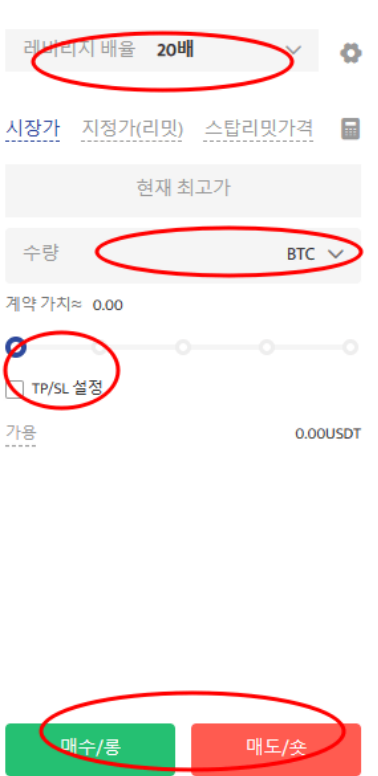 레버리지 배율 20배
시장가 지정가(리밋) 스탑리밋가격
현재 최고가
수량 BTC
계약 가치≈ 0.00
TP/SL 설정
가용 0.00USDT
매수/롱 매도/숏